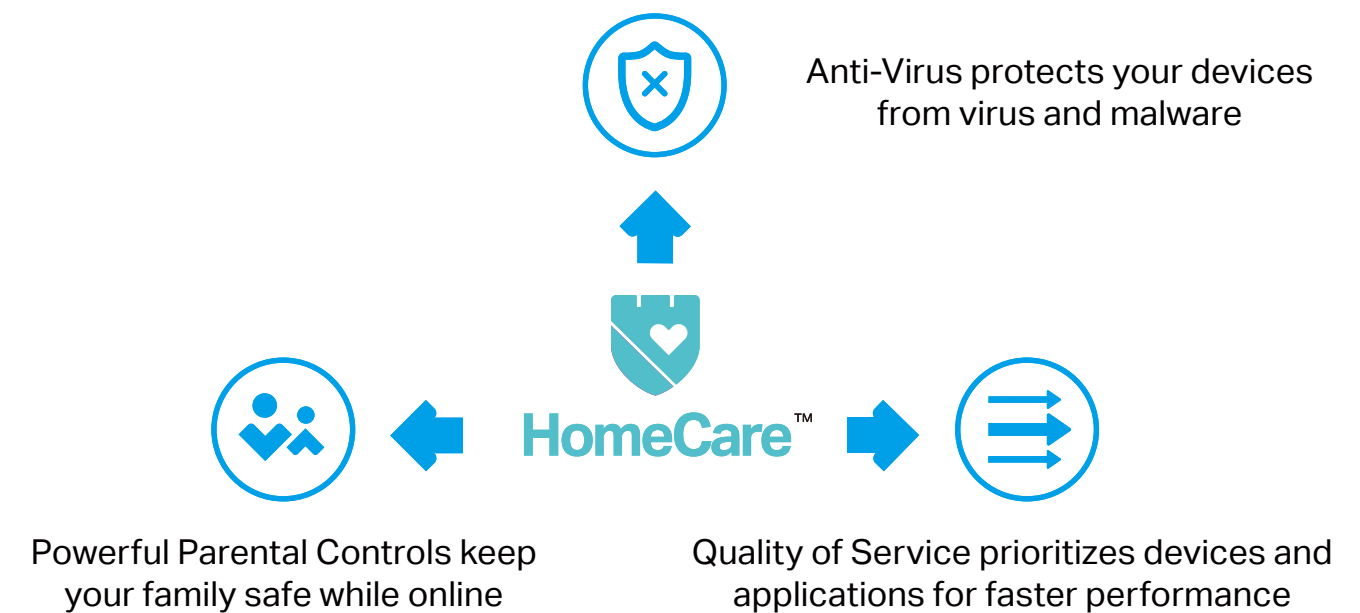 Anti-Virus protects your devices
from virus and malware
HomeCare™
Powerful Parental Controls keep
your family safe while online
Quality of Service prioritizes devices and
applications for faster performance